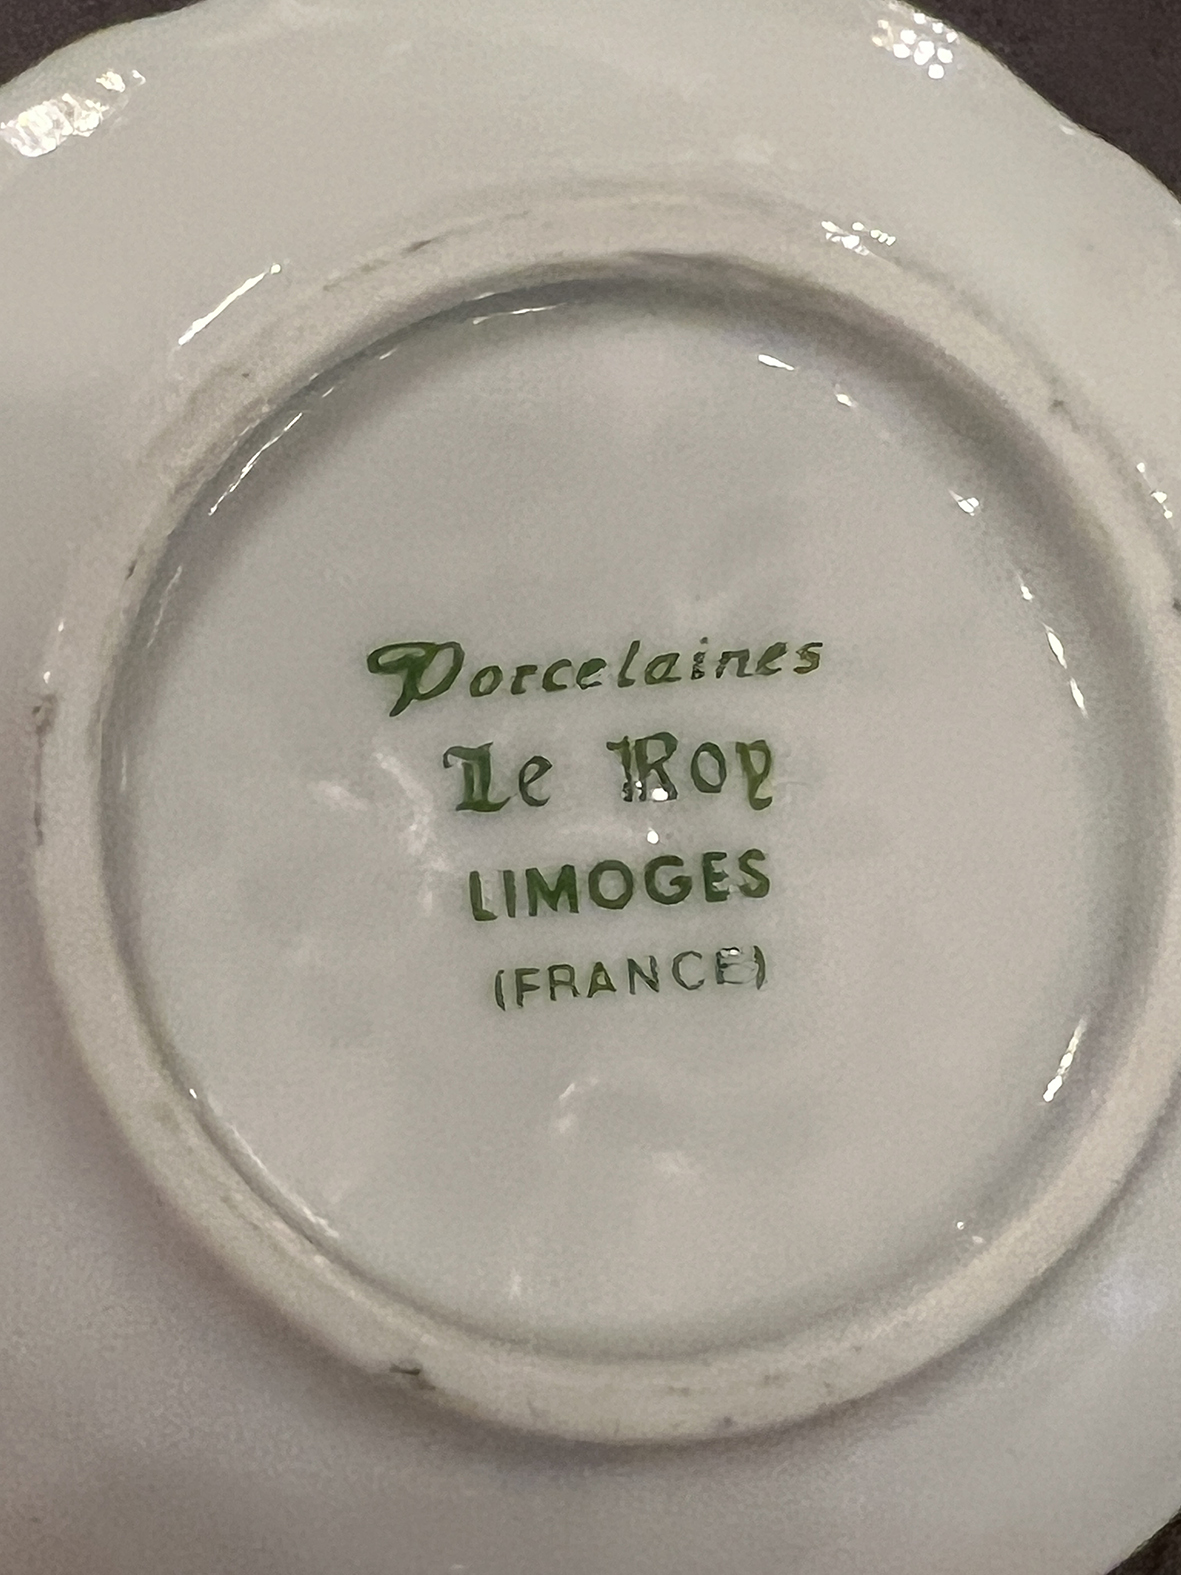 Porcelaines
Le Roy
LIMOGES
(FRANCE)